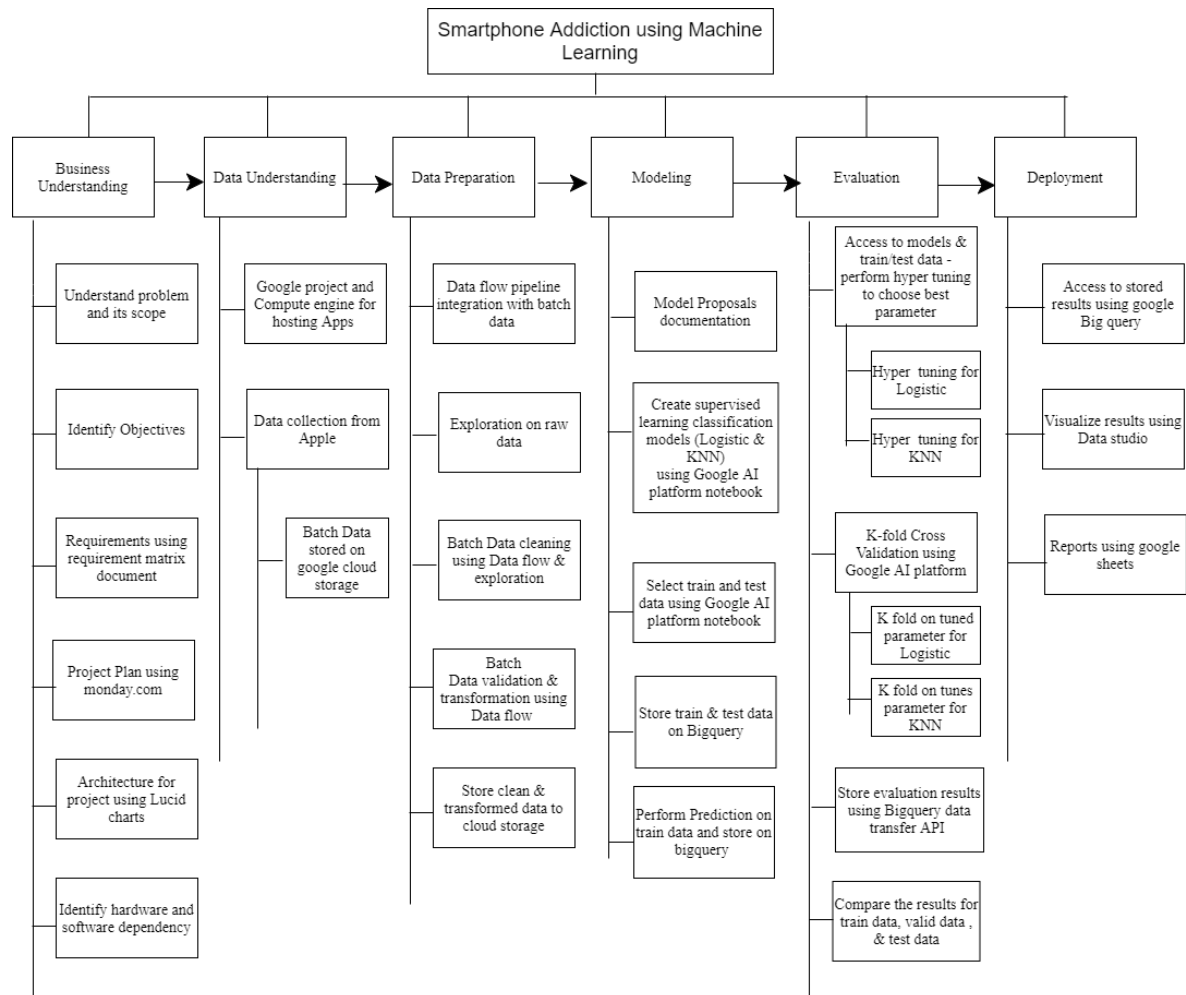 Smartphone Addiction using Machine
Learning
Business
Understanding
Data Understanding
Data Preparation
Modeling
Evaluation
Deployment
Understand problem
and its scope
Identify Objectives
Requirements using
requirement matrix
document
Project Plan using
monday.com
Architecture for
project using Lucid
charts
Identify hardware and
software dependency
Google project and
Compute engine for
hosting Apps
Data collection from
Apple
Batch Data
stored on
google cloud
storage
Data flow pipeline
integration with batch
data
Exploration on raw
data
Batch Data cleaning
using Data flow &
exploration
Batch
Data validation &
transformation using
Data flow
Store clean &
transformed data to
cloud storage
Model Proposals
documentation
Create supervised
learning classification
models (Logistic &
KNN)
using Google AI
platform notebook
Select train and test
data using Google AI
platform notebook
Store train & test data
on Bigquery
Perform Prediction on
train data and store on
bigquery
Access to models &
train/test data -
perform hyper tuning
to choose best
parameter
Hyper tuning for
Logistic
Hyper tuning for
KNN
K-fold Cross
Validation using
Google AI platform
K fold on tuned
parameter for
Logistic
K fold on tunes
parameter for
KNN
Store evaluation results
using Bigquery data
transfer API
Compare the results for
train data, valid data ,
& test data
Access to stored
results using google
Big query
Visualize results using
Data studio
Reports using google
sheets